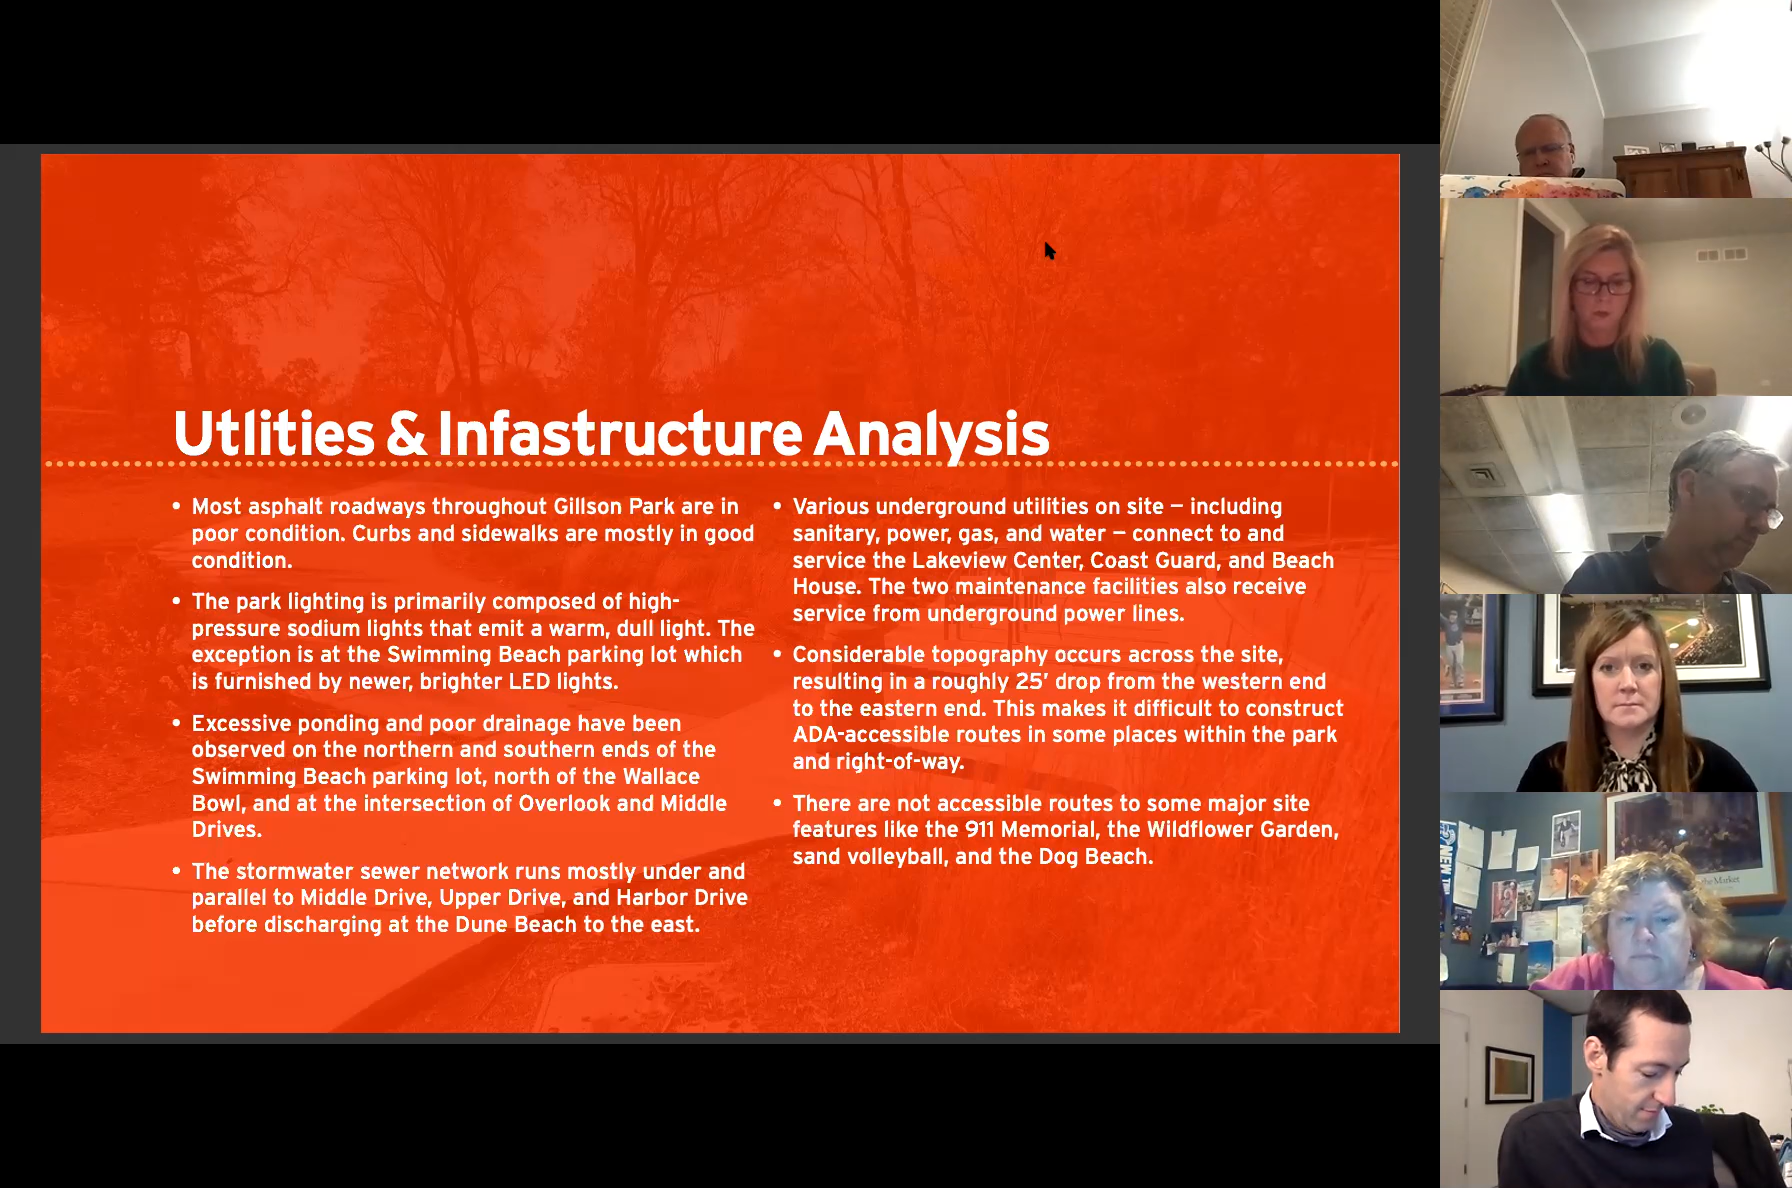 Utlities & Infastructure Analysis
• Most asphalt roadways throughout Gillson Park are in
poor condition. Curbs and sidewalks are mostly in good
condition.
• The park lighting is primarily composed of high-
pressure sodium lights that emit a warm, dull light. The
exception is at the Swimming Beach parking lot which
is furnished by newer, brighter LED lights.
• Excessive ponding and poor drainage have been
observed on the northern and southern ends of the
Swimming Beach parking lot, north of the Wallace
Bowl, and at the intersection of Overlook and Middle
Drives.
• The stormwater sewer network runs mostly under and
parallel to Middle Drive, Upper Drive, and Harbor Drive
before discharging at the Dune Beach to the east.
• Various underground utilities on site – including
sanitary, power, gas, and water – connect to and
service the Lakeview Center, Coast Guard, and Beach
House. The two maintenance facilities also receive
service from underground power lines.
• Considerable topography occurs across the site,
resulting in a roughly 25’ drop from the western end
to the eastern end. This makes it difficult to construct
ADA-accessible routes in some places within the park
and right-of-way.
• There are not accessible routes to some major site
features like the 911 Memorial, the Wildflower Garden,
sand volleyball, and the Dog Beach.